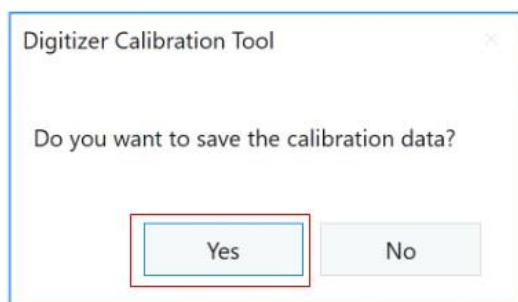 Digitizer Calibration Tool
Do you want to save the calibration data?
Yes No